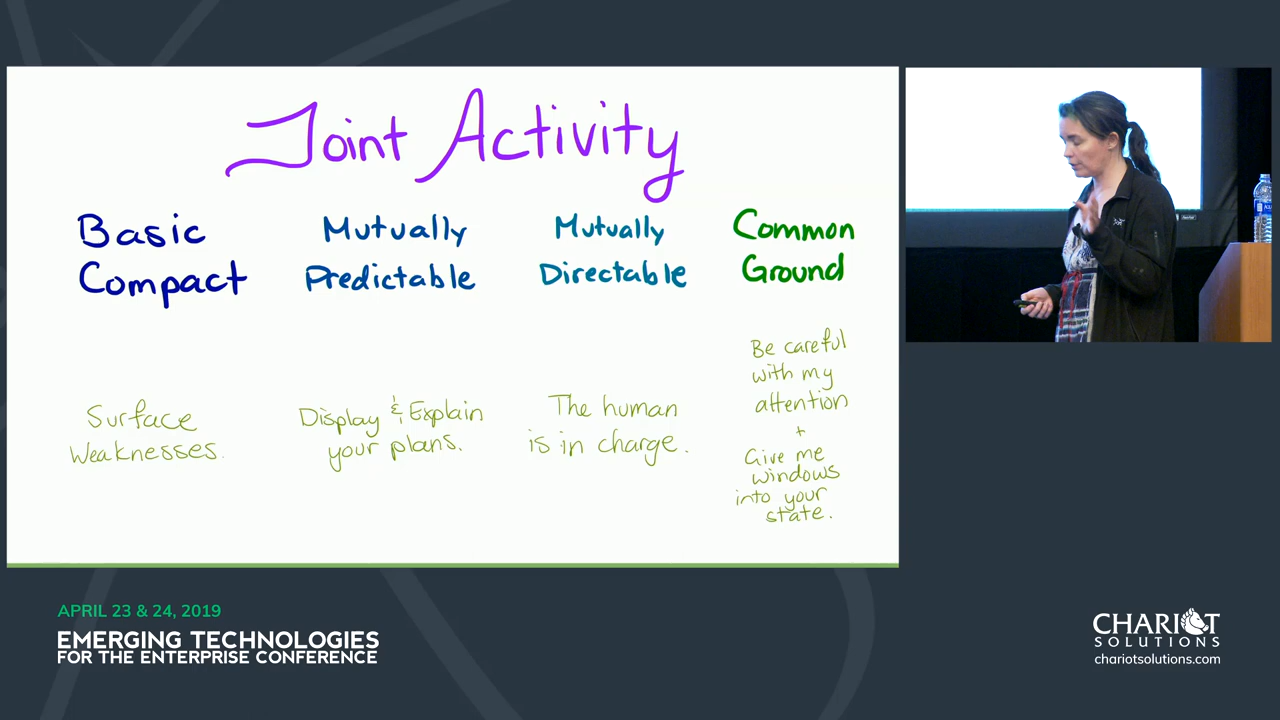 Joint Activity
Basic
Compact
Mutually
Predictable
Mutually
Directable
Common
Ground
Surface
Weaknesses.
Display & Explain
your plans.
The human
is in charge.
Be careful
with my
attention
+
Give me
windows
into your
state.
APRIL 23 & 24, 2019
EMERGING TECHNOLOGIES
FOR THE ENTERPRISE CONFERENCE
CHARIOT
SOLUTIONS
chariotsolutions.com